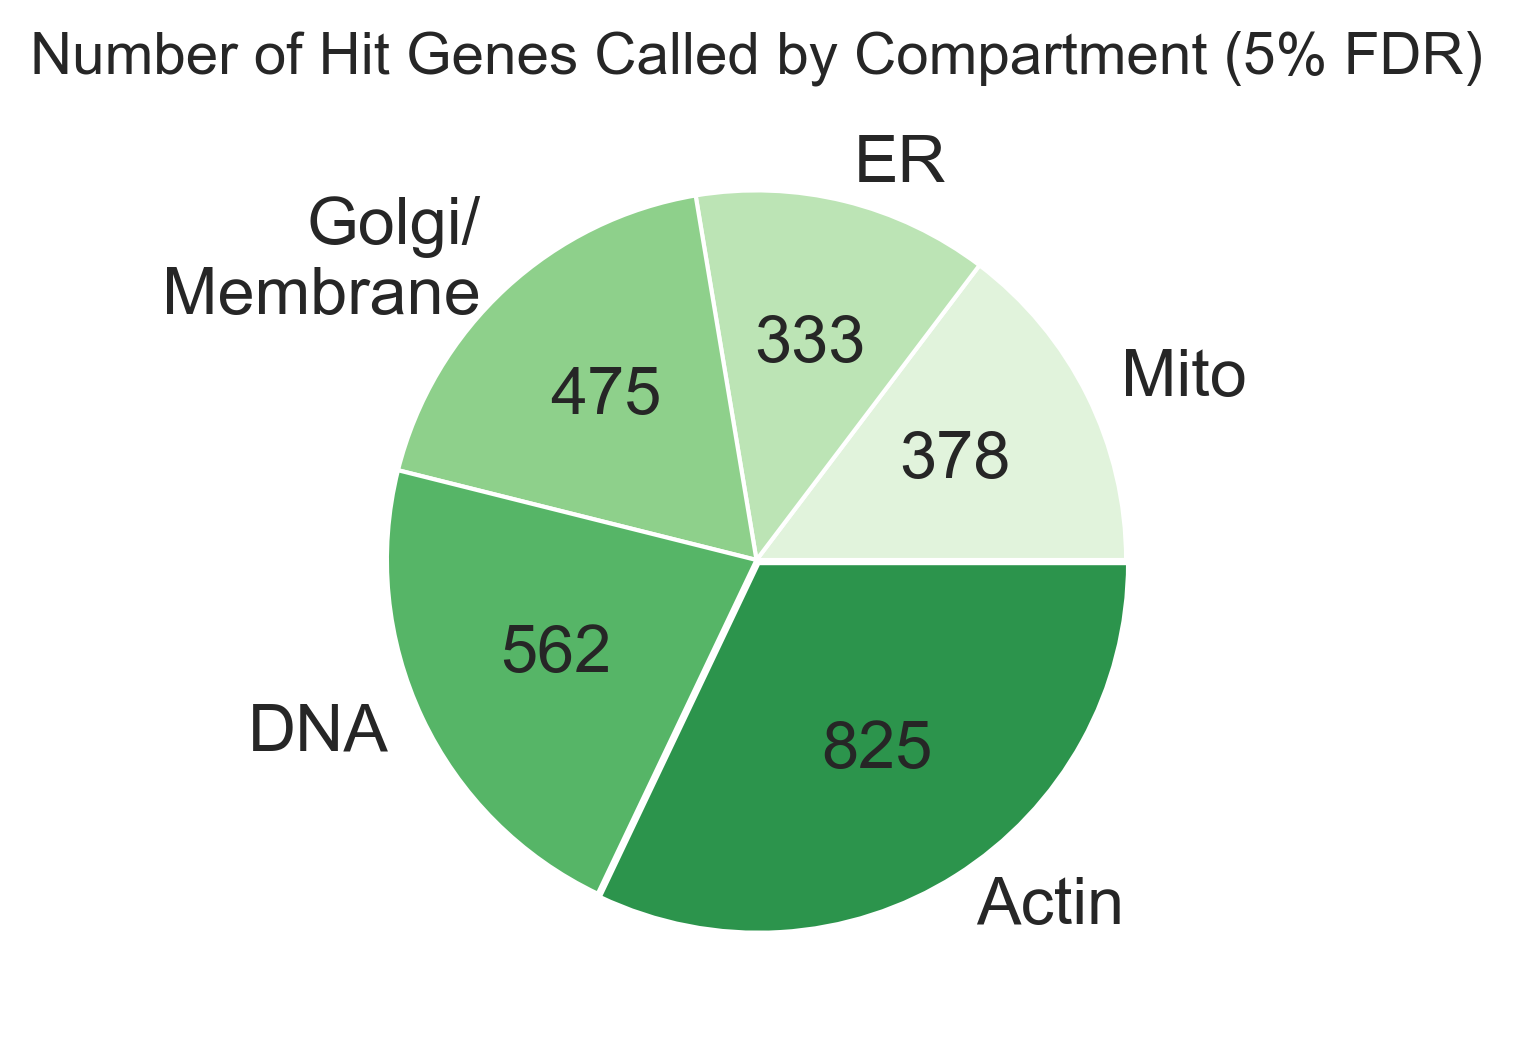 Number of Hit Genes Called by Compartment (5% FDR)
ER
Golgi/
Membrane
333
Mito
475
378
562
DNA
825
Actin